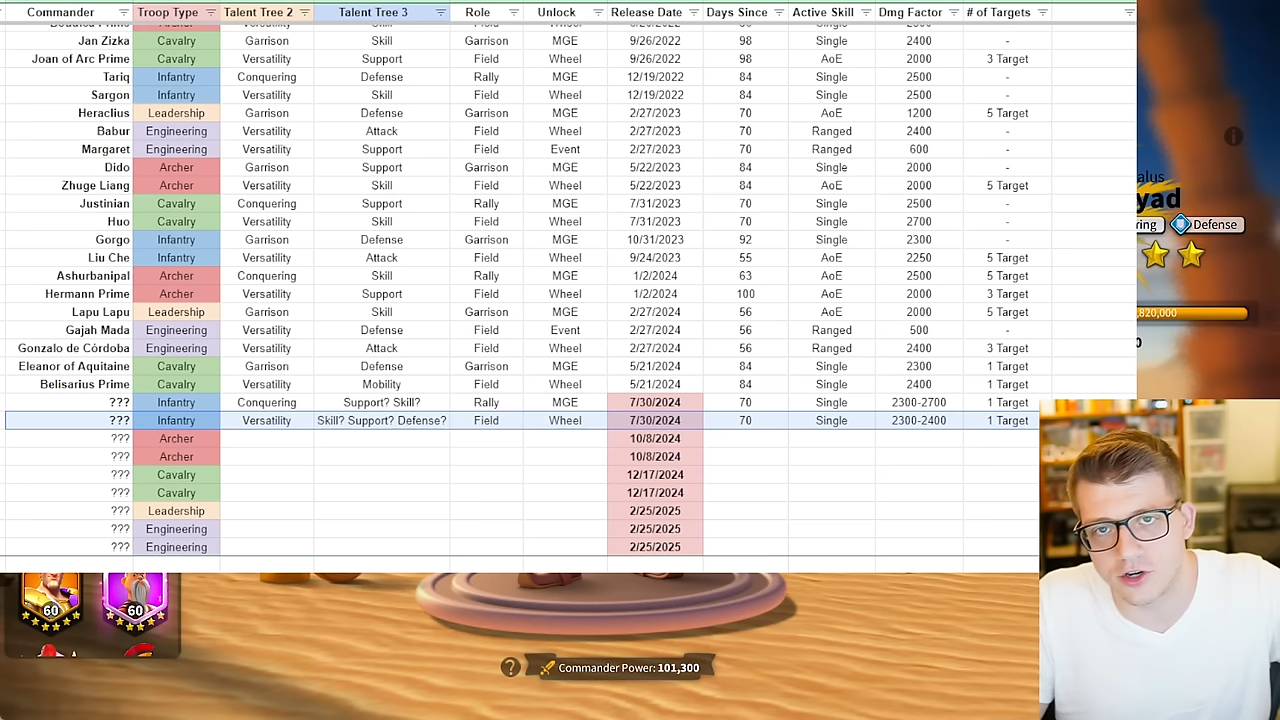 Commander Troop Type Talent Tree 2 Talent Tree 3 Role Unlock Release Date Days Since Active Skill Dmg Factor # of Targets
Jan Zizka Cavalry Garrison Skill Garrison MGE 9/26/2022 98 Single 2400 -
Joan of Arc Prime Cavalry Versatility Support Field Wheel 9/26/2022 98 AoE 2000 3 Target
Tariq Infantry Conquering Defense Rally MGE 12/19/2022 84 Single 2500 -
Sargon Infantry Versatility Skill Field Wheel 12/19/2022 84 Single 2500 -
Heraclius Leadership Garrison Defense Garrison MGE 2/27/2023 70 AoE 1200 5 Target
Babur Engineering Versatility Attack Field Wheel 2/27/2023 70 Ranged 2400 -
Margaret Engineering Versatility Support Field Event 2/27/2023 70 Ranged 600 -
Dido Archer Garrison Support Garrison MGE 5/22/2023 84 Single 2000 -
Zhuge Liang Archer Versatility Skill Field Wheel 5/22/2023 84 AoE 2000 5 Target
Justinian Cavalry Conquering Support Rally MGE 7/31/2023 70 Single 2500 -
Huo Cavalry Versatility Skill Field Wheel 7/31/2023 70 Single 2700 -
Gorgo Infantry Garrison Defense Garrison MGE 10/31/2023 92 Single 2300 -
Liu Che Infantry Versatility Attack Field Wheel 9/24/2023 55 AoE 2250 5 Target
Ashurbanipal Archer Conquering Skill Rally MGE 1/2/2024 63 AoE 2500 5 Target
Hermann Prime Archer Versatility Support Field Wheel 1/2/2024 100 AoE 2000 3 Target
Lapu Lapu Leadership Garrison Skill Garrison MGE 2/27/2024 56 AoE 2000 5 Target
Gajah Mada Engineering Versatility Defense Field Event 2/27/2024 56 Ranged 500 -
Gonzalo de Córdoba Engineering Versatility Attack Field Wheel 2/27/2024 56 Ranged 2400 3 Target
Eleanor of Aquitaine Cavalry Garrison Defense Garrison MGE 5/21/2024 84 Single 2300 1 Target
Belisarius Prime Cavalry Versatility Mobility Field Wheel 5/21/2024 84 Single 2400 1 Target
??? Infantry Conquering Support? Skill? Rally MGE 7/30/2024 70 Single 2300-2700 1 Target
??? Infantry Versatility Skill? Support? Defense? Field Wheel 7/30/2024 70 Single 2300-2400 1 Target
??? Archer 10/8/2024
??? Archer 10/8/2024
??? Cavalry 12/17/2024
??? Cavalry 12/17/2024
??? Leadership 2/25/2025
??? Engineering 2/25/2025
??? Engineering 2/25/2025
alus
yad
ring Defense
,820,000
0
60 60
? Commander Power: 101,300